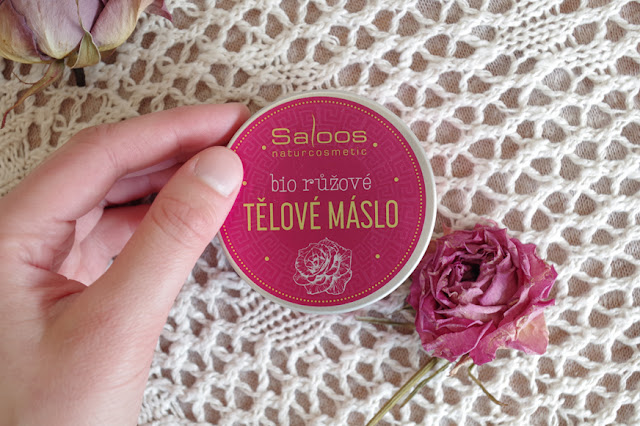 Saloos
naturcosmetic
bio růžové
TĚLOVÉ MÁSLO